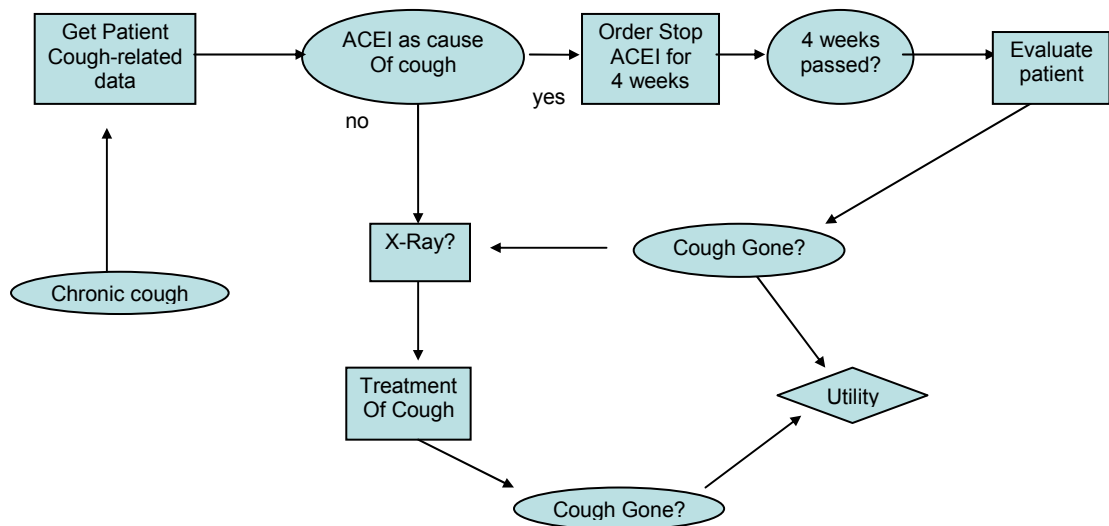 Get Patient
Cough-related
data
ACEI as cause
Of cough
Order Stop
ACEI for
4 weeks
4 weeks
passed?
Evaluate
patient
yes
no
X-Ray?
Cough Gone?
Chronic cough
Treatment
Of Cough
Utility
Cough Gone?